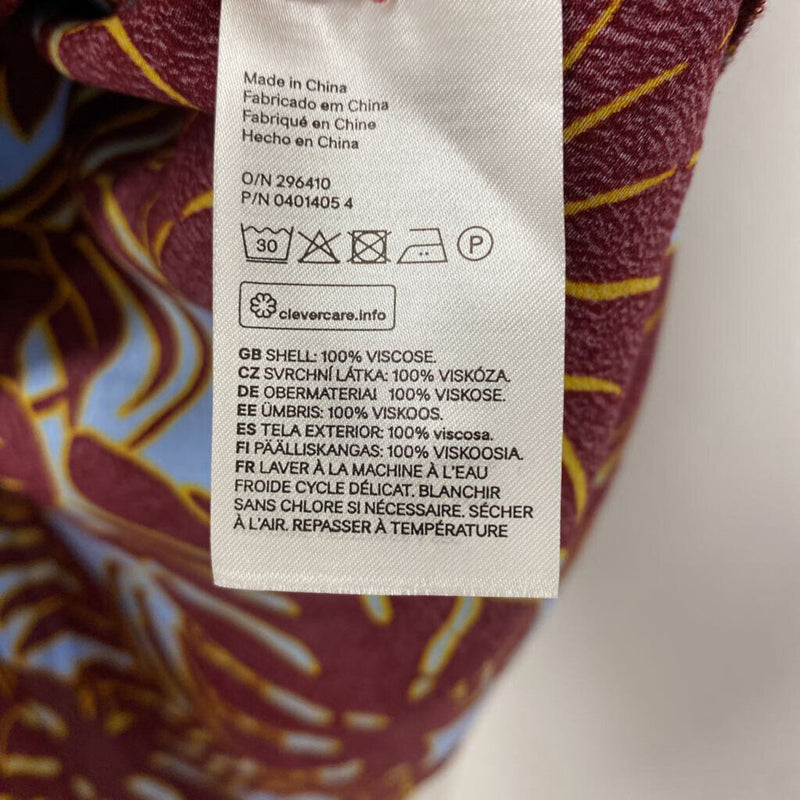 Made in China
Fabricado em China
Fabriqué en Chine
Hecho en China
O/N 296410
P/N 0401405 4
30
P
clevercare.info
GB SHELL: 100% VISCOSE.
CZ SVRCHNÍ LÁTKA: 100% VISKÓZA.
DE OBERMATERIAL 100% VISKOSE.
EE ÜMBRIS: 100% VISKOOS.
ES TELA EXTERIOR: 100% viscosa.
FI PÄÄLLISKANGAS: 100% VISKOOSIA.
FR LAVER À LA MACHINE À L'EAU
FROIDE CYCLE DÉLICAT. BLANCHIR
SANS CHLORE SI NÉCESSAIRE. SÉCHER
À L'AIR. REPASSER À TEMPÉRATURE